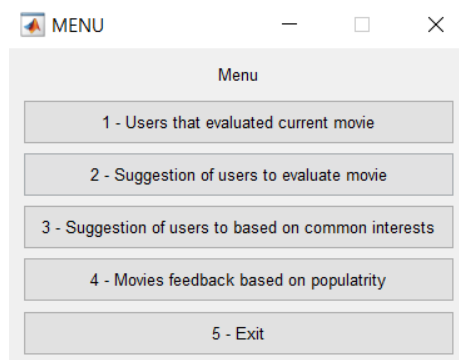 MENU
Menu
1 - Users that evaluated current movie
2 - Suggestion of users to evaluate movie
3 - Suggestion of users to based on common interests
4 - Movies feedback based on populatrity
5 - Exit